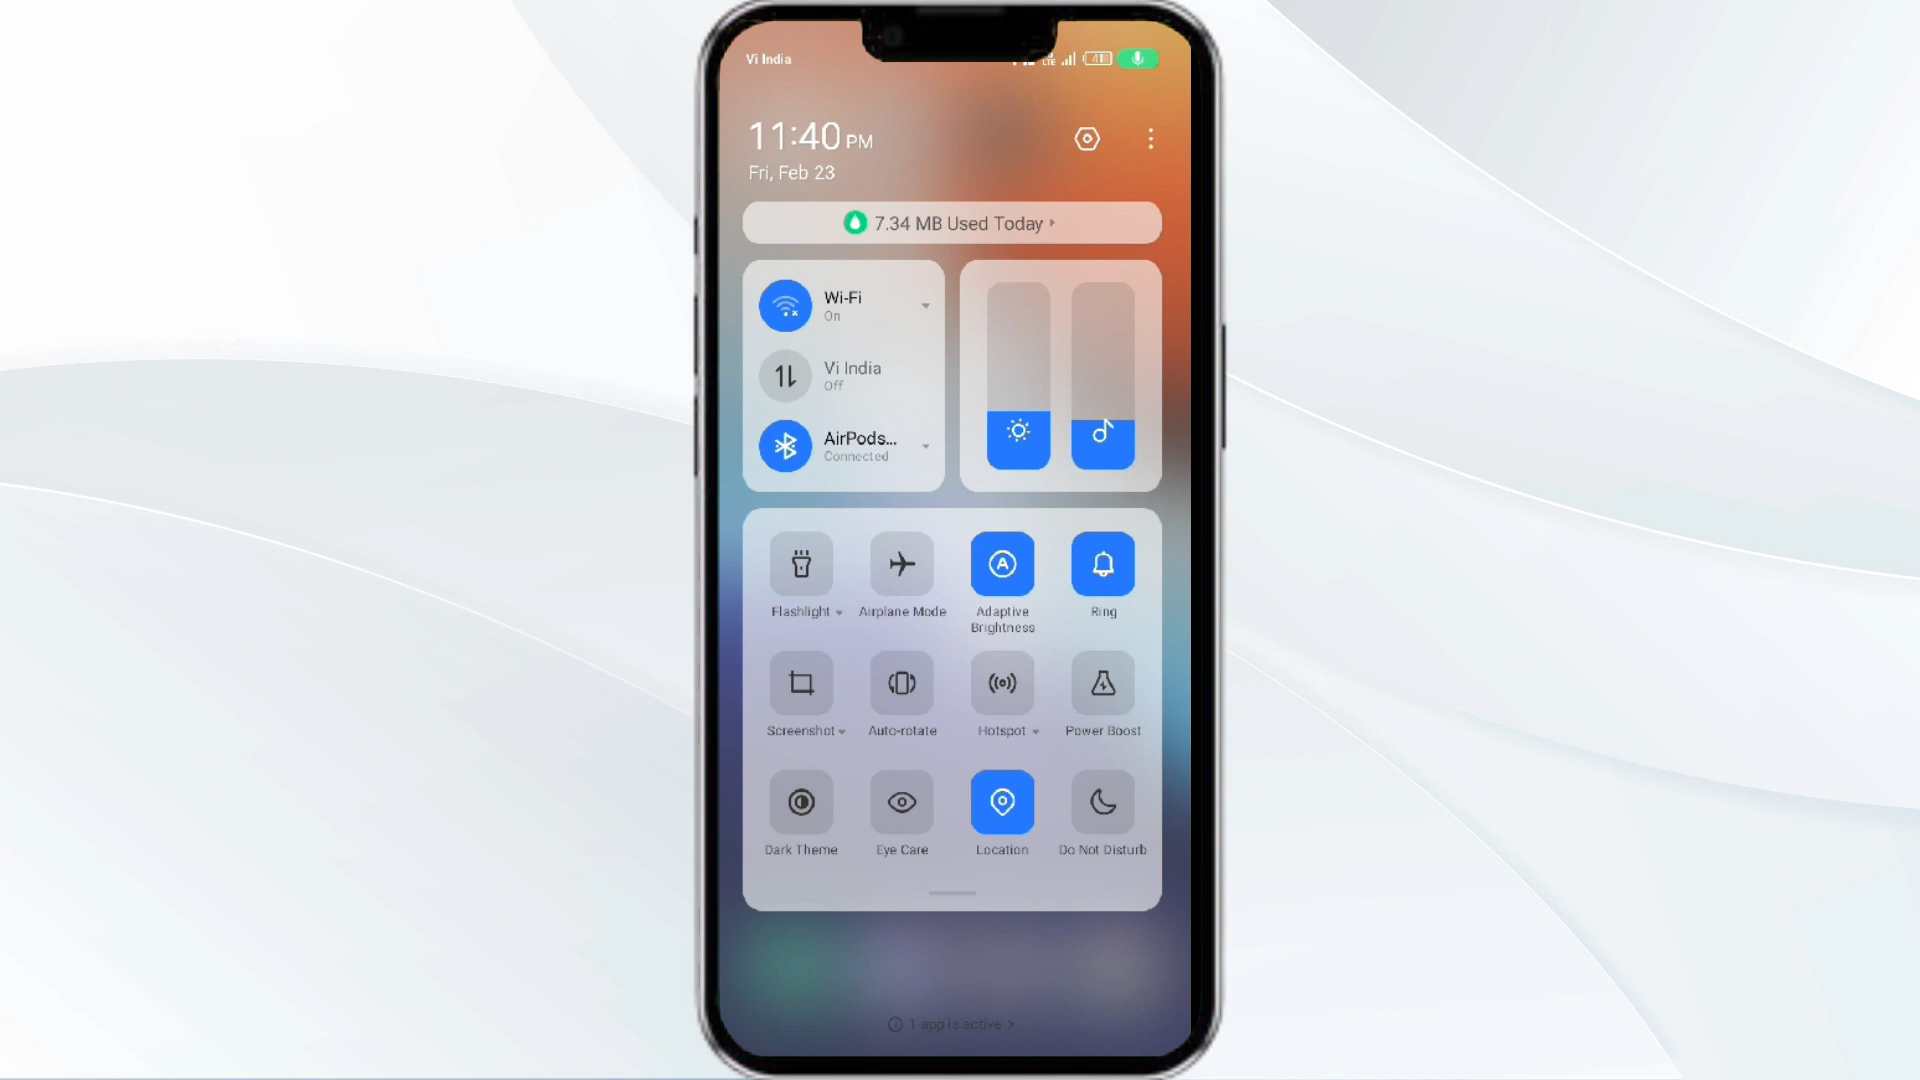 Vi India
LTE
41
11:40 PM
Fri, Feb 23
7.34 MB Used Today
Wi-Fi
On
Vi India
Off
AirPods...
Connected
Flashlight
Airplane Mode
Adaptive
Brightness
Ring
Screenshot
Auto-rotate
Hotspot
Power Boost
Dark Theme
Eye Care
Location
Do Not Disturb
1 app is active